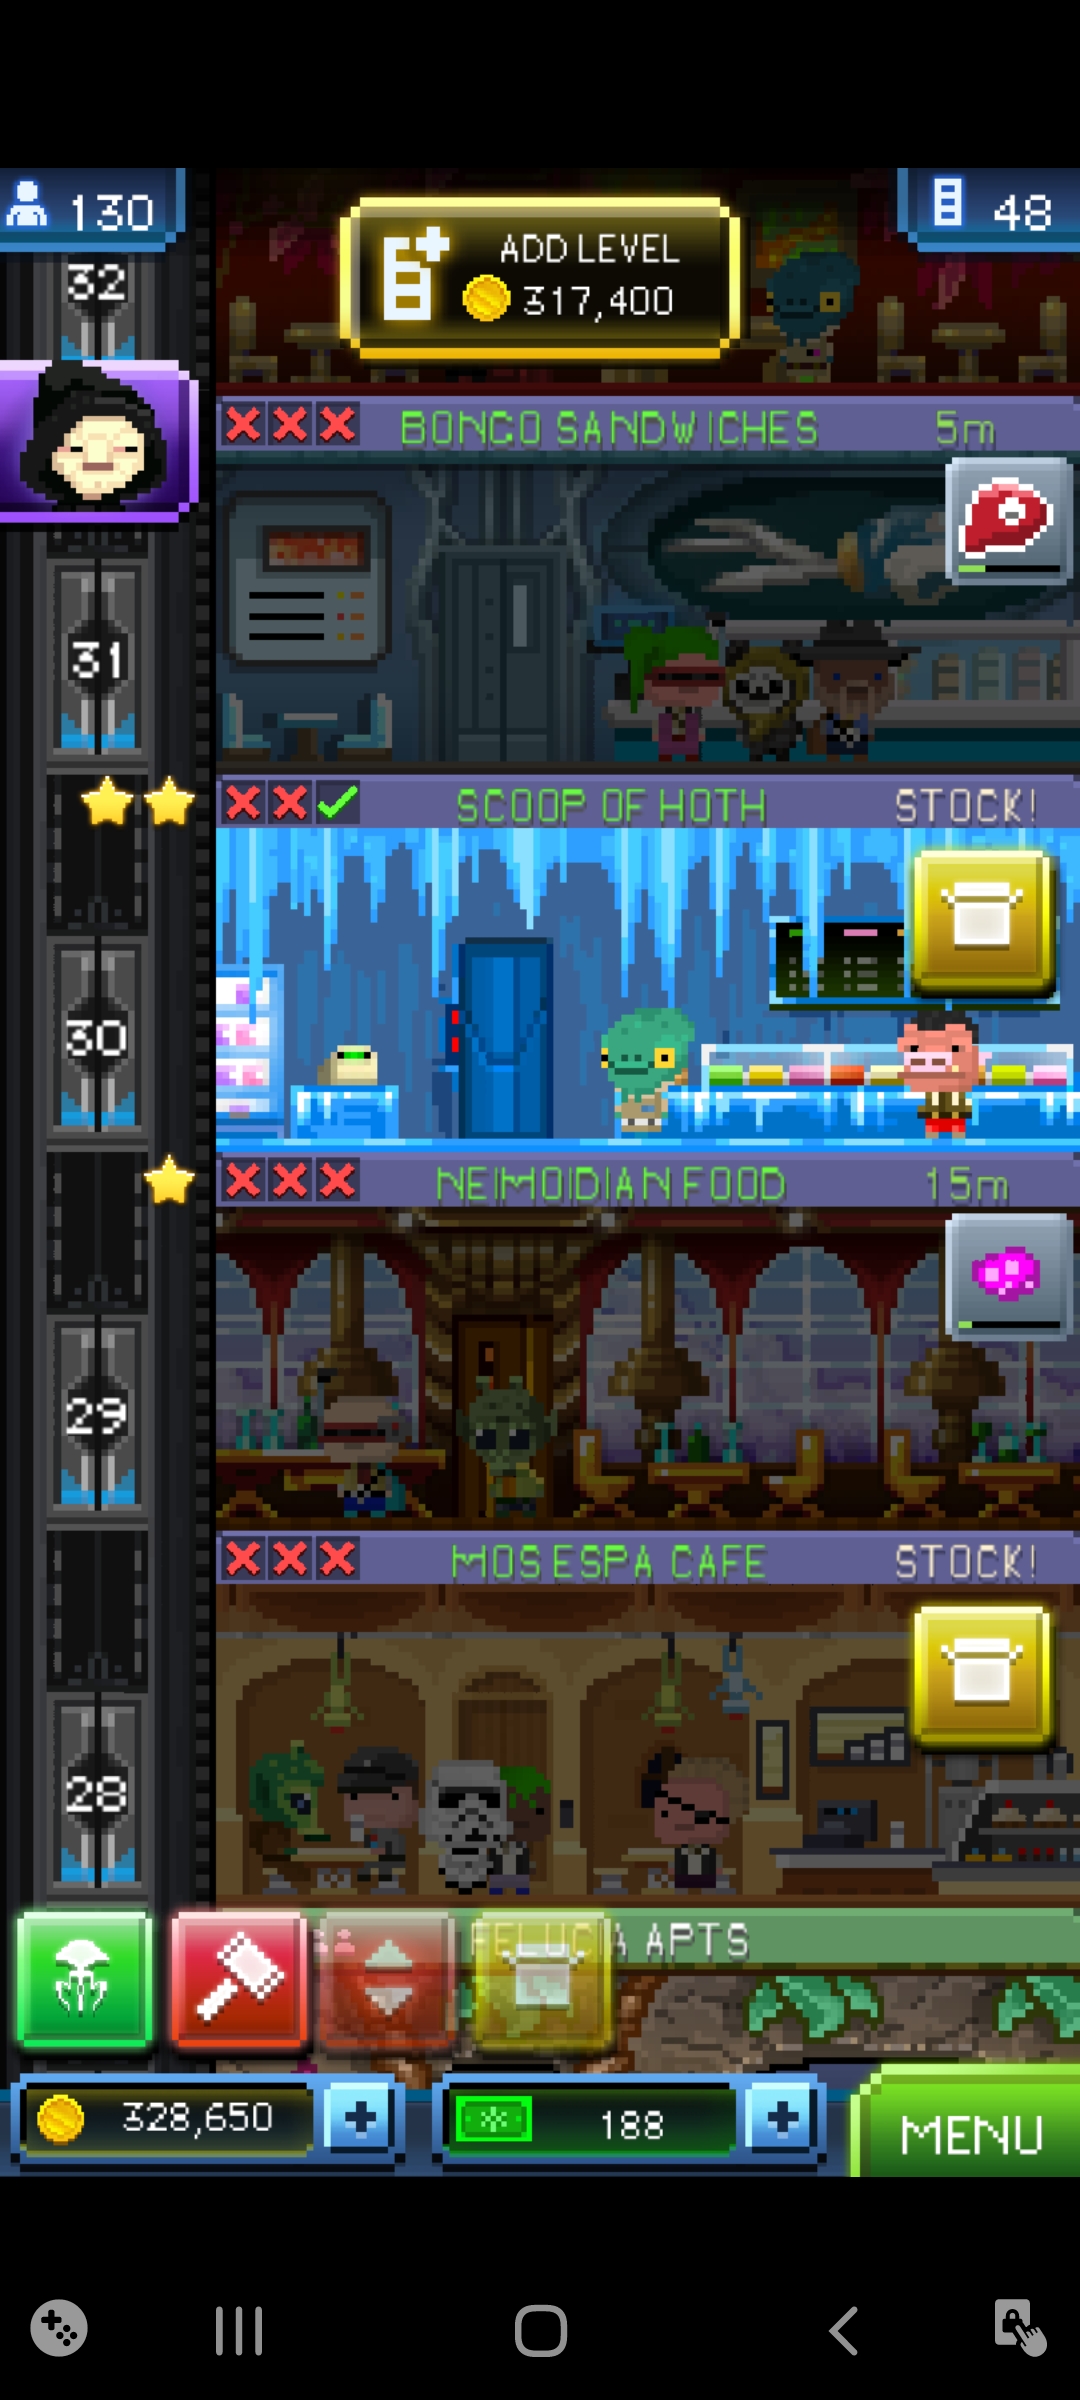 130
48
ADD LEVEL
317,400
32
BONGO SANDWICHES 5m
31
SCOOP OF HOTH STOCK!
30
NEIMOIDIAN FOOD 15m
29
MOS ESPA CAFE STOCK!
28
FELUCIA APTS
328,650
188
MENU